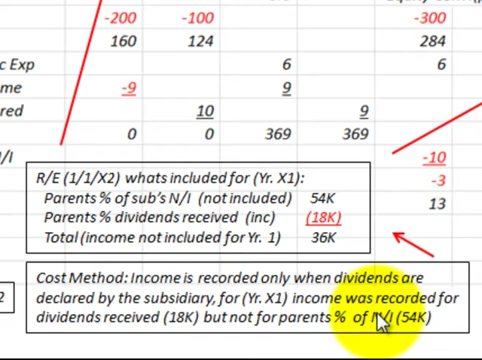 -200 -100 -300
160 124 284
c Exp 6 6
me -9 9
red 10 9
0 0 369 369
N/I -10
-3
13
R/E (1/1/X2) whats included for (Yr. X1):
Parents % of sub's N/I (not included) 54K
Parents % dividends received (inc) (18K)
Total (income not included for Yr. 1) 36K
Cost Method: Income is recorded only when dividends are
declared by the subsidiary, for (Yr. X1) income was recorded for
2 dividends received (18K) but not for parents % of N/I (54K)